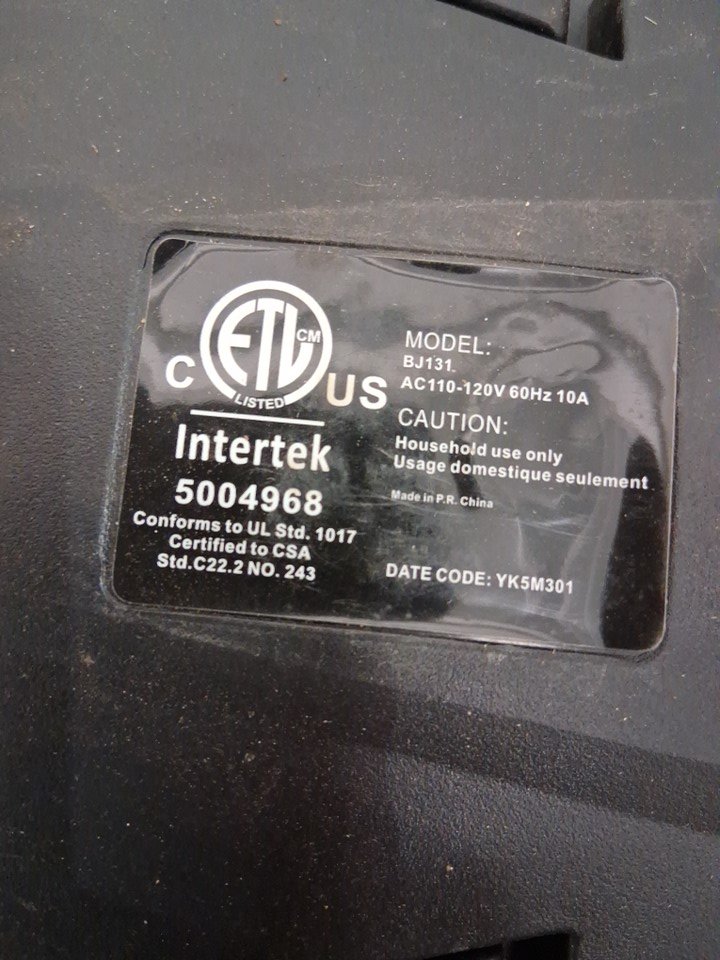 ETL CM
LISTED
C US
Intertek
5004968
Conforms to UL Std. 1017
Certified to CSA
Std.C22.2 NO. 243
MODEL:
BJ131
AC110-120V 60Hz 10A
CAUTION:
Household use only
Usage domestique seulement
Made in P.R. China
DATE CODE: YK5M301